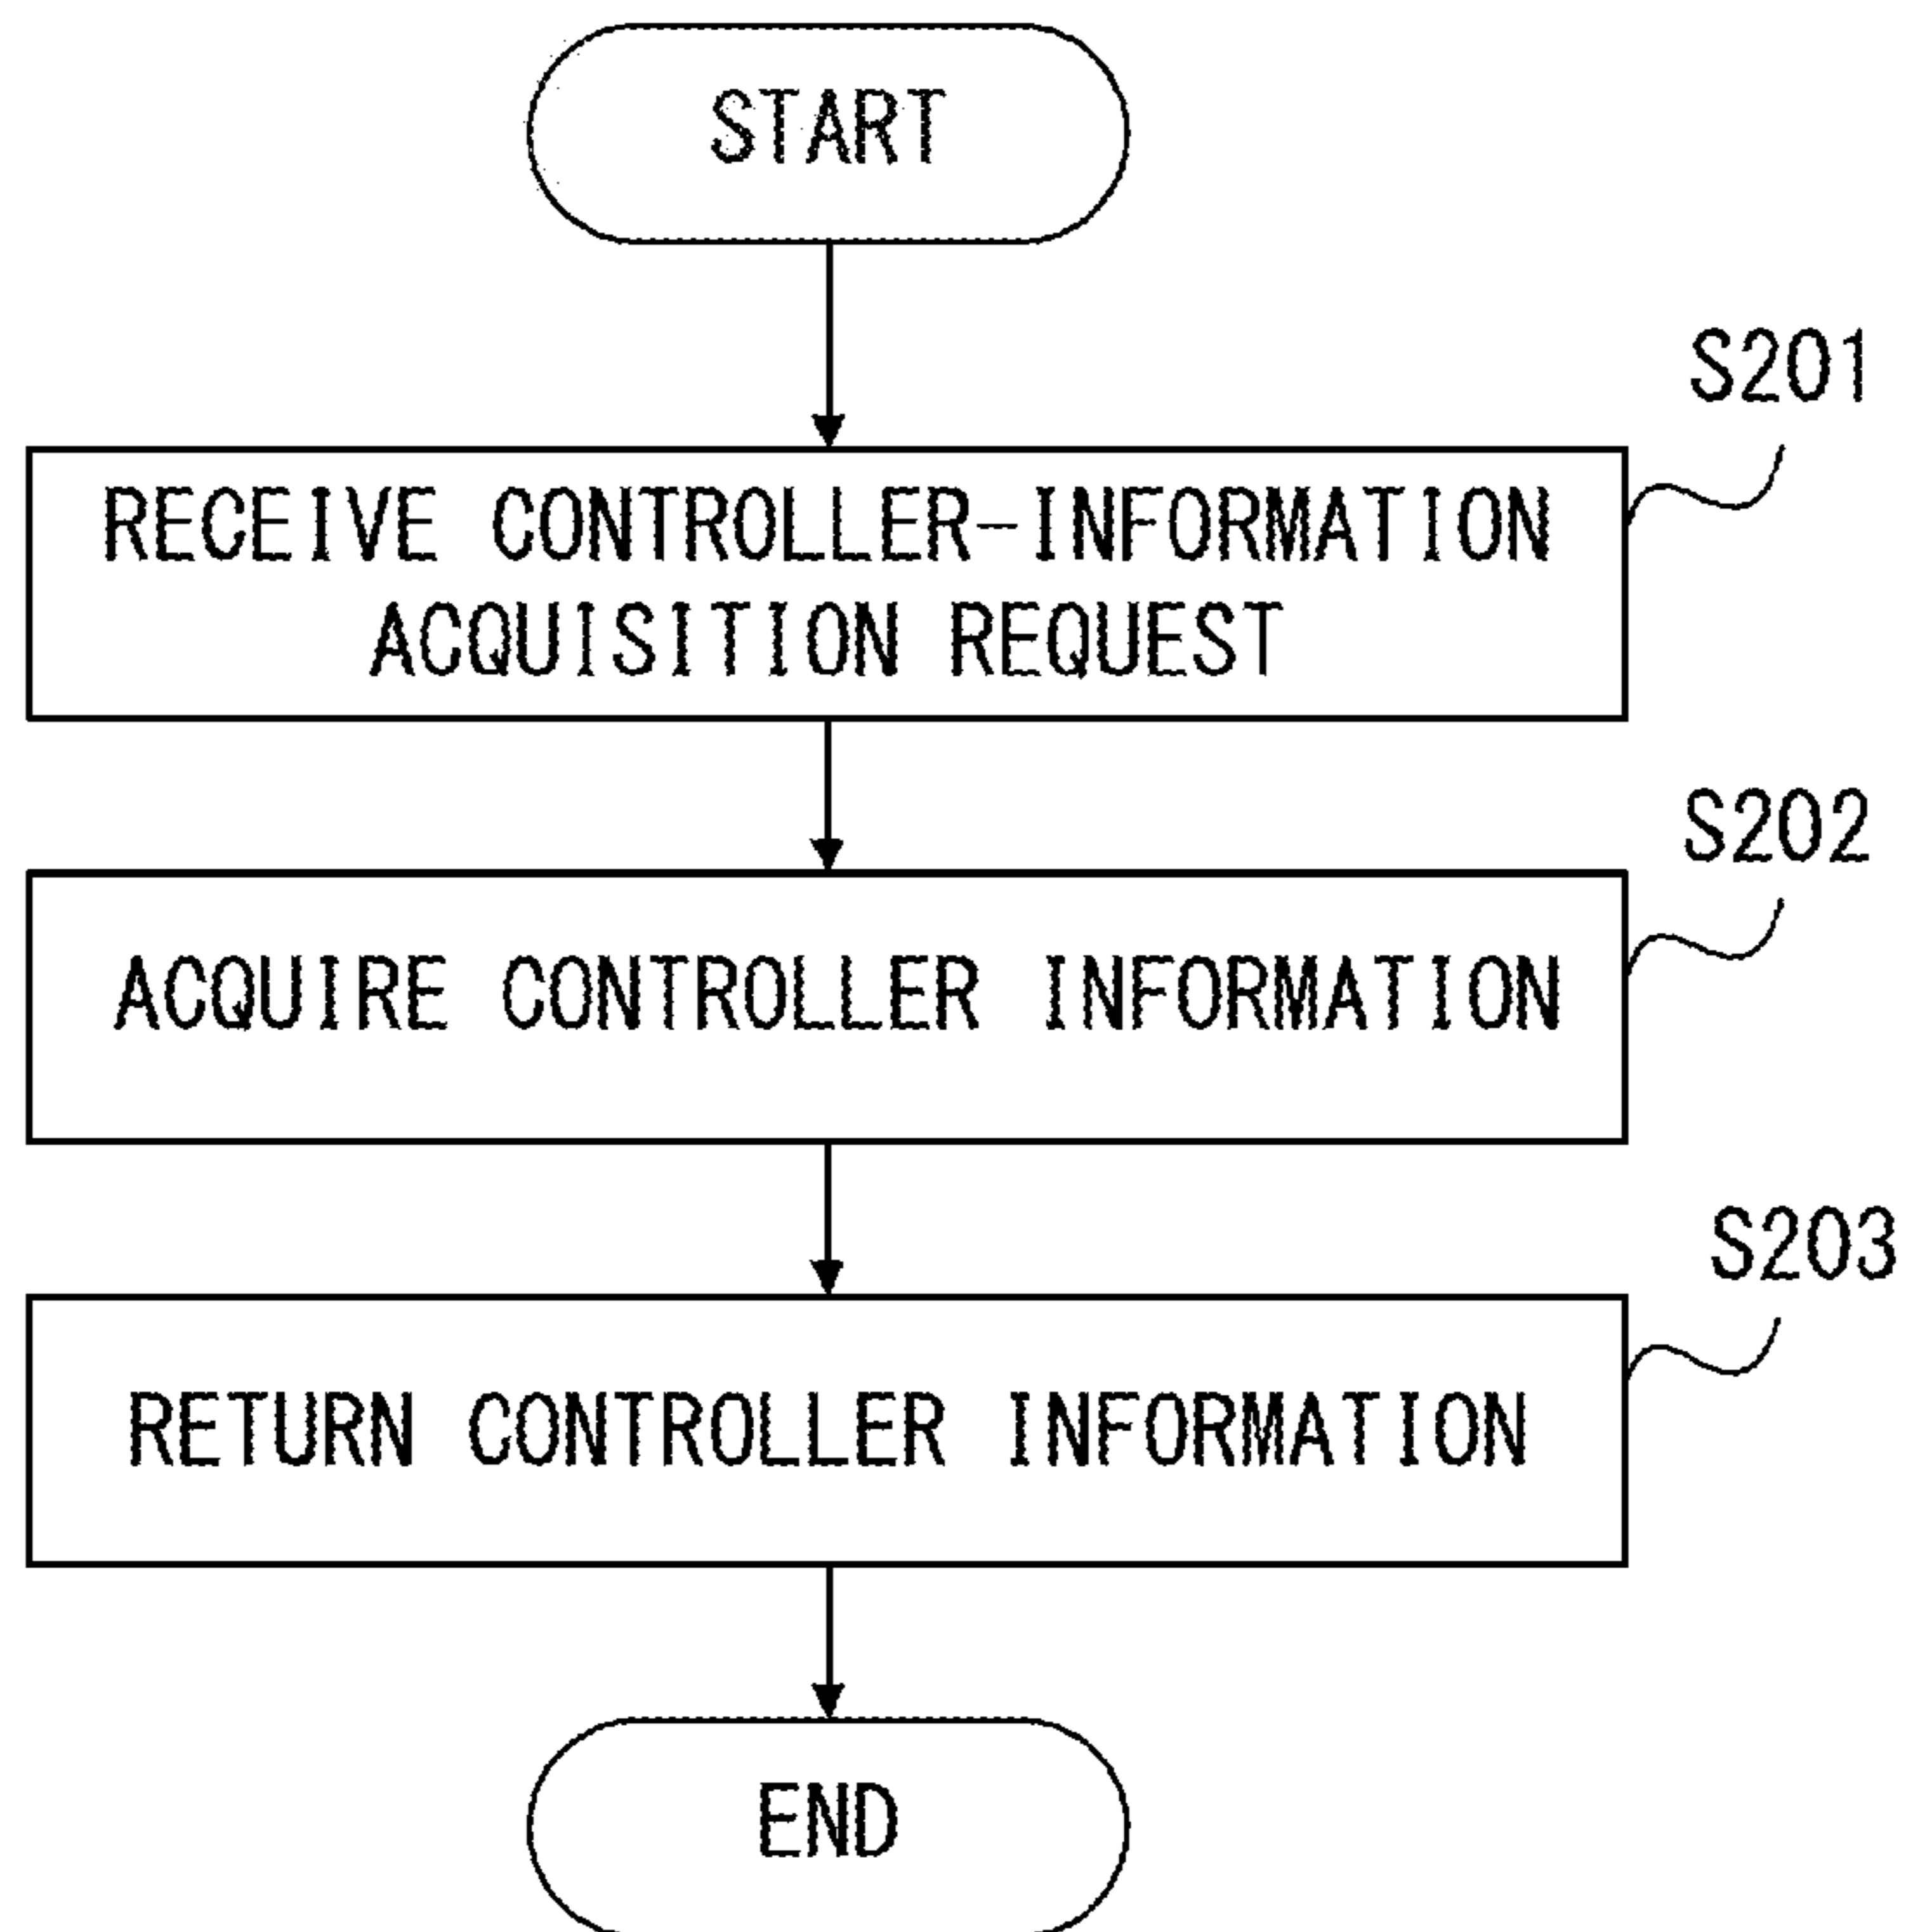 START
S201
RECEIVE CONTROLLER-INFORMATION
ACQUISITION REQUEST
S202
ACQUIRE CONTROLLER INFORMATION
S203
RETURN CONTROLLER INFORMATION
END